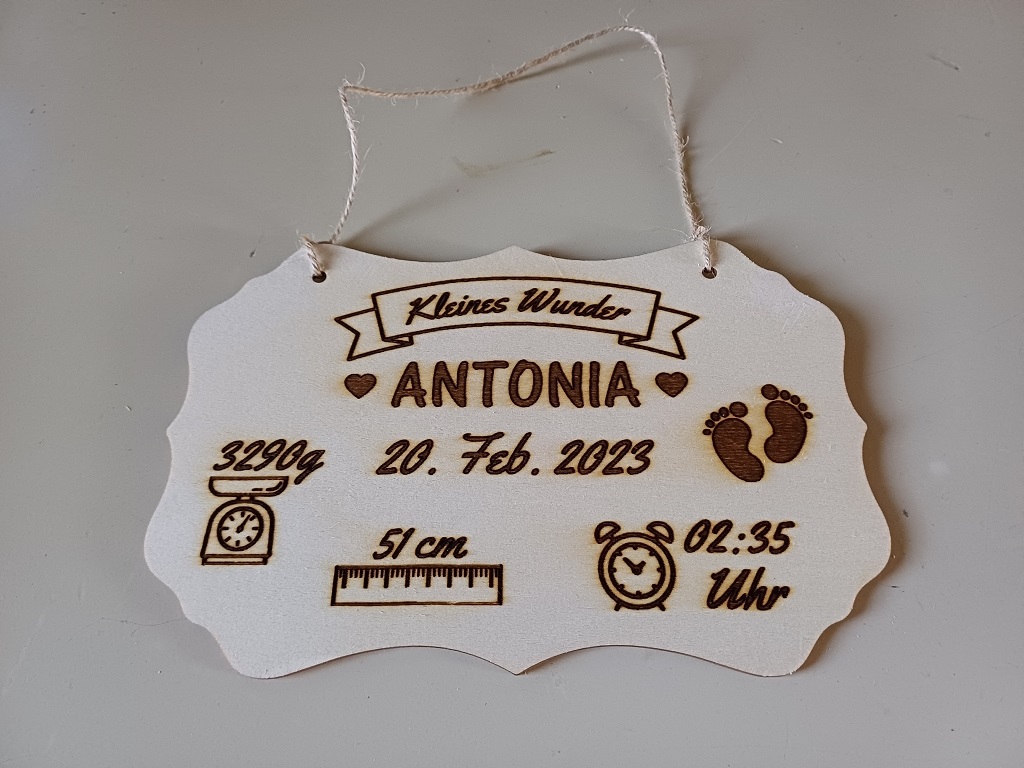 Kleines Wunder
ANTONIA
20. Feb. 2023
3290g
51 cm
02:35
Uhr